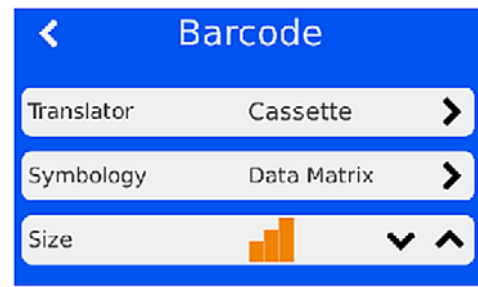 Barcode
Translator Cassette
Symbology Data Matrix
Size